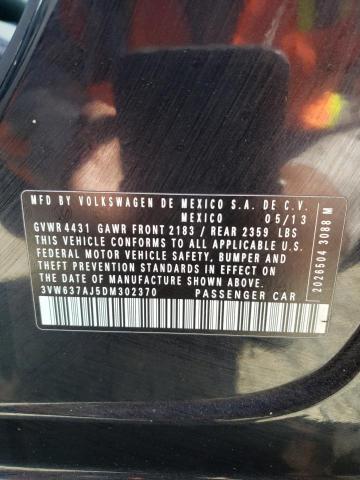 MFD BY VOLKSWAGEN DE MEXICO S.A. DE C.V.
MEXICO 05/13
GVWR 4431 GAWR FRONT 2183 / REAR 2359 LBS
THIS VEHICLE CONFORMS TO ALL APPLICABLE U.S.
FEDERAL MOTOR VEHICLE SAFETY, BUMPER AND
THEFT PREVENTION STANDARDS IN EFFECT ON
THE DATE OF MANUFACTURE SHOWN ABOVE.
3VW637AJ5DM302370 PASSENGER CAR
2026504 3088 M